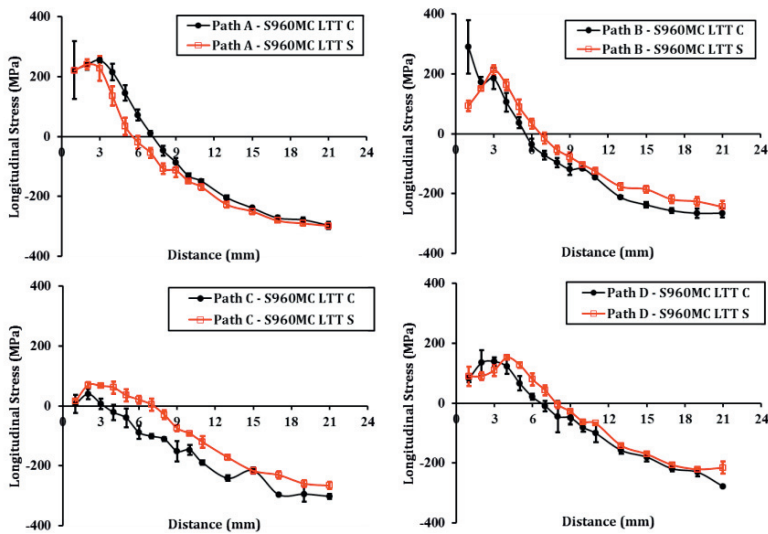 Path A - S960MC LTT C
Path A - S960MC LTT S
Longitudinal Stress (MPa)
400
200
0
-200
-400
0 3 6 9 12 15 18 21 24
Distance (mm)
Path B - S960MC LTT C
Path B - S960MC LTT S
Longitudinal Stress (MPa)
400
200
0
-200
-400
0 3 6 9 12 15 18 21 24
Distance (mm)
Path C - S960MC LTT C
Path C - S960MC LTT S
Longitudinal Stress (MPa)
400
200
0
-200
-400
0 3 6 9 12 15 18 21 24
Distance (mm)
Path D - S960MC LTT C
Path D - S960MC LTT S
Longitudinal Stress (MPa)
400
200
0
-200
-400
0 3 6 9 12 15 18 21 24
Distance (mm)